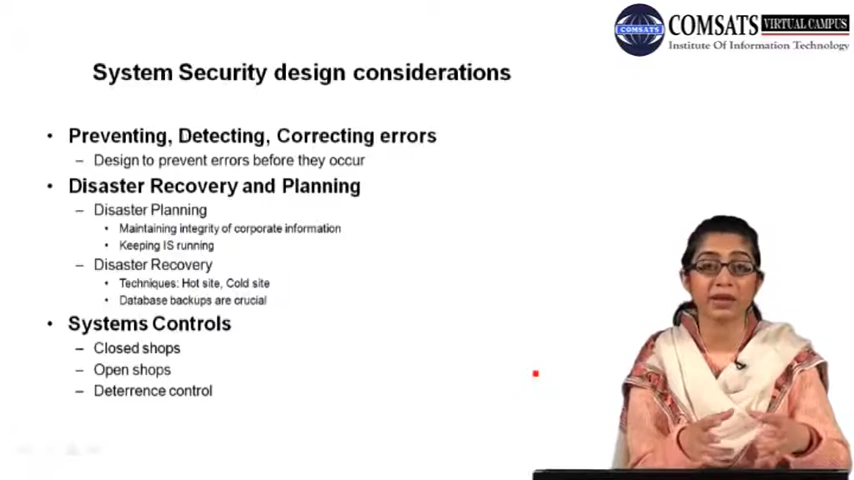 COMSATS VIRTUAL CAMPUS
COMSATS
Institute Of Information Technology
System Security design considerations
• Preventing, Detecting, Correcting errors
– Design to prevent errors before they occur
• Disaster Recovery and Planning
– Disaster Planning
• Maintaining integrity of corporate information
• Keeping IS running
– Disaster Recovery
• Techniques: Hot site, Cold site
• Database backups are crucial
• Systems Controls
– Closed shops
– Open shops
– Deterrence control